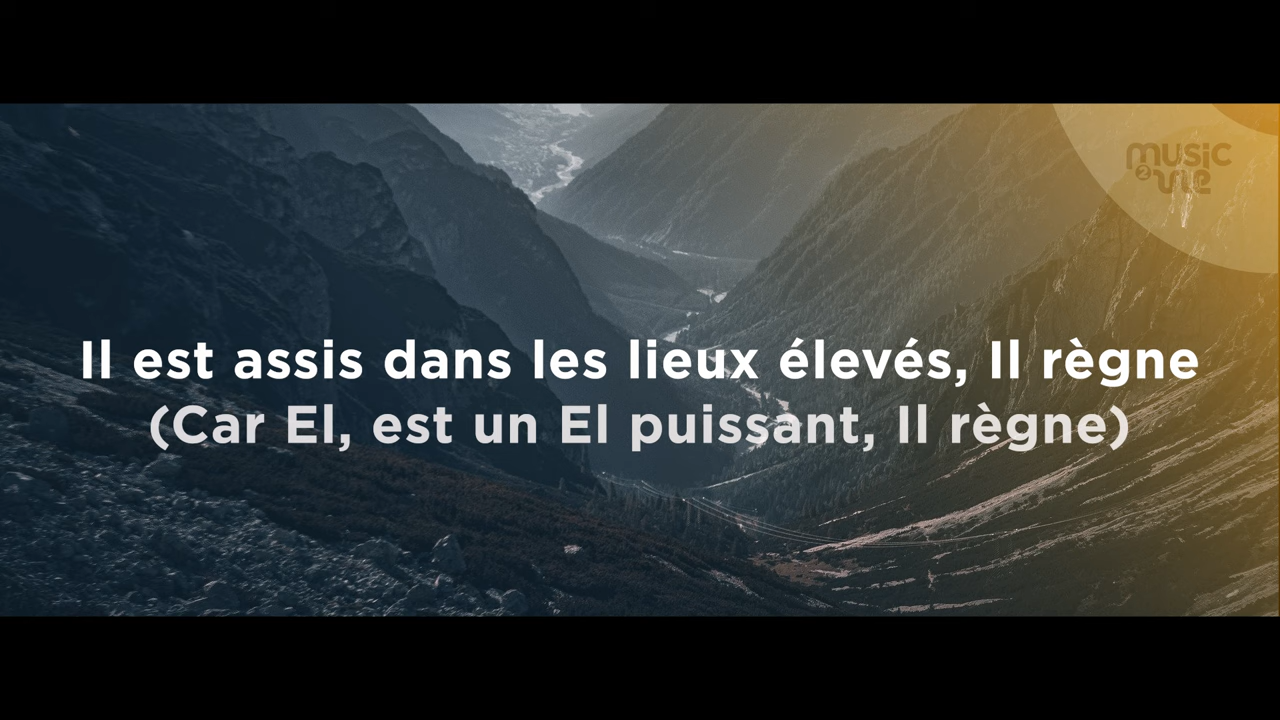 music
2 vie
Il est assis dans les lieux élevés, Il règne
(Car El, est un El puissant, Il règne)